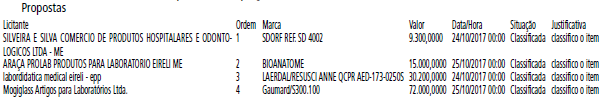 Propostas
Licitante Ordem Marca Valor Data/Hora Situação Justificativa
SILVEIRA E SILVA COMERCIO DE PRODUTOS HOSPITALARES E ODONTO- 1 SDORF REF. SD 4002 9.300,0000 24/10/2017 00:00 Classificada classifico o item
LOGICOS LTDA - ME
ARAÇA PROLAB PRODUTOS PARA LABORATORIO EIRELI ME 2 BIOANATOME 15.000,0000 25/10/2017 00:00 Classificada classifico o item
labordidatica medical eireli - epp 3 LAERDAL/RESUSCI ANNE QCPR AED-173-0250S 30.200,0000 24/10/2017 00:00 Classificada classifico o item
Mogiglass Artigos para Laboratórios Ltda. 4 Gaumard/S300.100 72.000,0000 25/10/2017 00:00 Classificada classifico o item